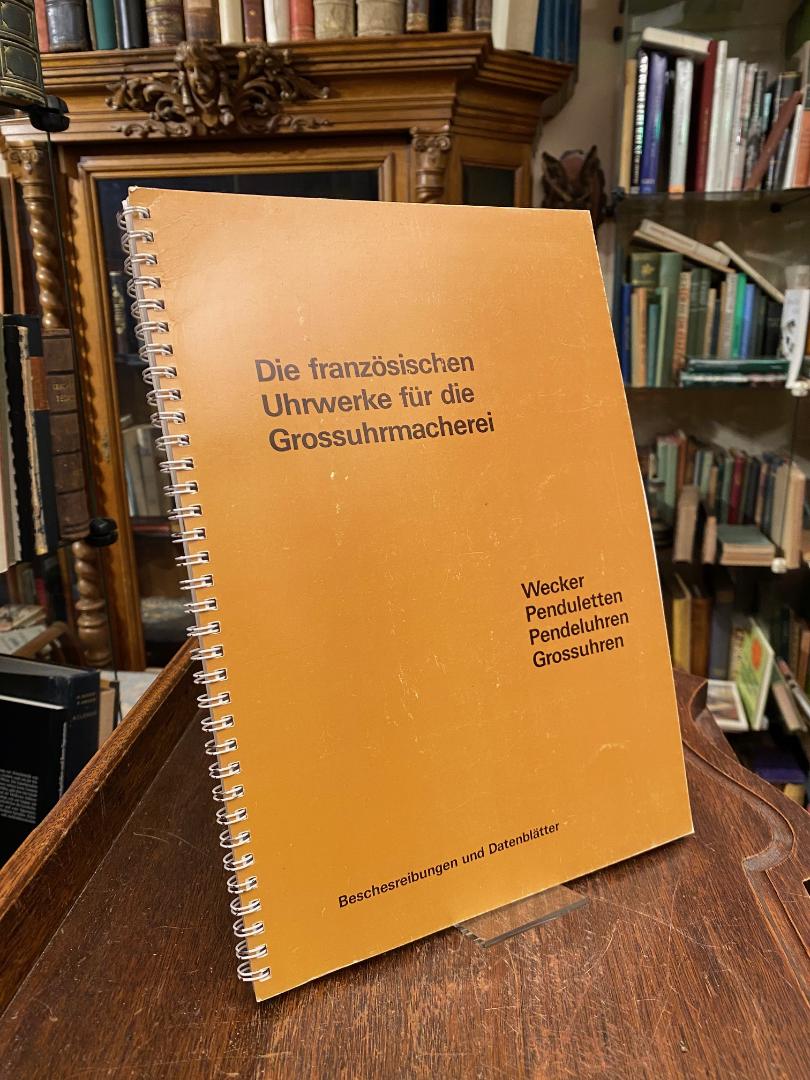 Die französischen
Uhrwerke für die
Grossuhrmacherei
Wecker
Penduletten
Pendeluhren
Grossuhren
Beschesreibungen und Datenblätter